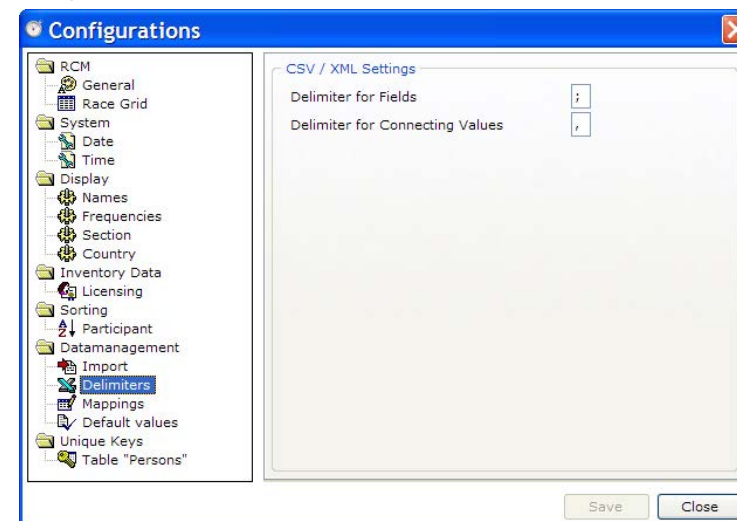 Configurations
RCM
General
Race Grid
System
Date
Time
Display
Names
Frequencies
Section
Country
Inventory Data
Licensing
Sorting
Participant
Datamanagement
Import
Delimiters
Mappings
Default values
Unique Keys
Table "Persons"
CSV / XML Settings
Delimiter for Fields ;
Delimiter for Connecting Values ,
Save Close